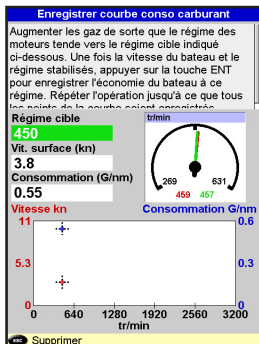 Enregistrer courbe conso carburant
Augmenter les gaz de sorte que le régime des
moteurs tende vers le régime cible indiqué
ci-dessous. Une fois la vitesse du bateau et le
régime stabilisés, appuyer sur la touche ENT
pour enregistrer l'économie du bateau à ce
régime. Répéter l'opération jusqu'à ce que tous
les points de la courbe soient enregistrés
Régime cible
450
Vit. surface (kn)
3.8
Consommation (G/nm)
0.55
tr/min
269
631
459
457
Vitesse kn
Consommation G/nm
11
5.3
0
0.6
0.3
0
0
640
1280
1920
2560
3200
tr/min
ESC Supprimer